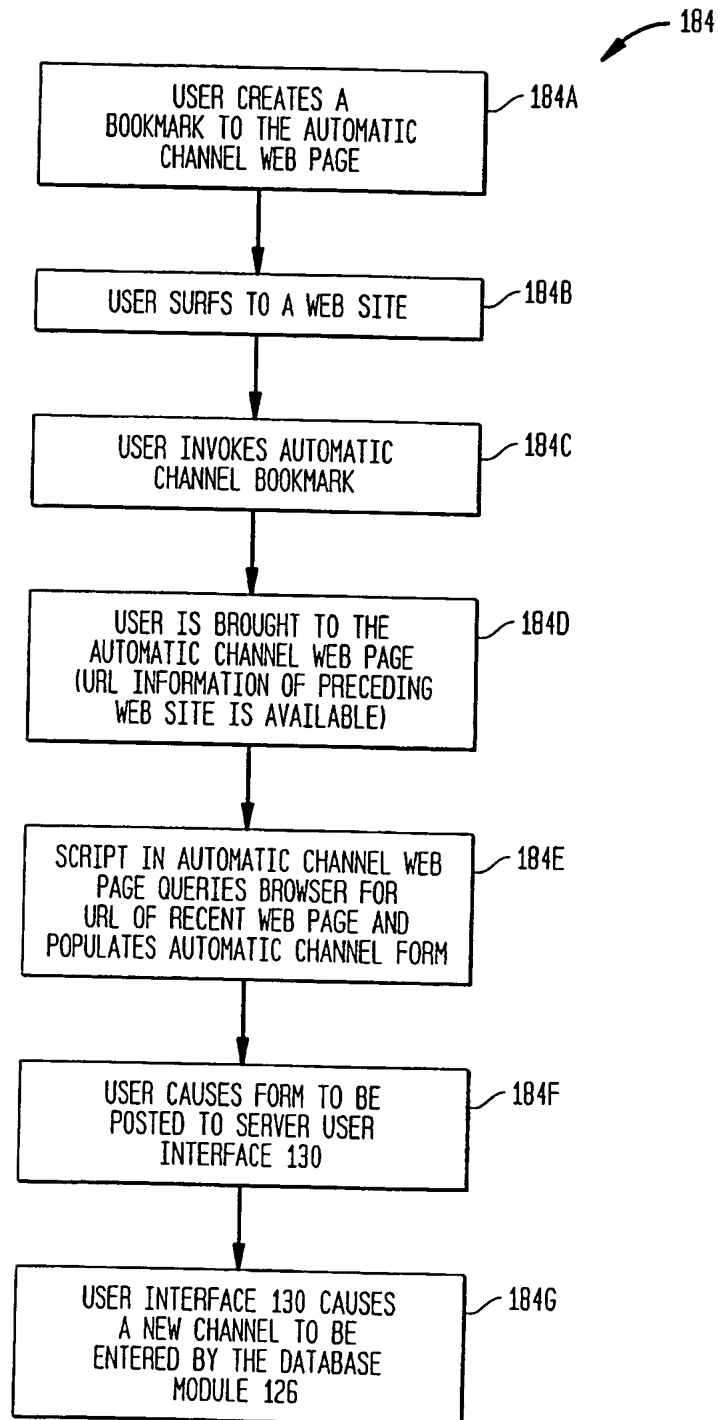 184
USER CREATES A
BOOKMARK TO THE AUTOMATIC
CHANNEL WEB PAGE
184A
USER SURFS TO A WEB SITE
184B
USER INVOKES AUTOMATIC
CHANNEL BOOKMARK
184C
USER IS BROUGHT TO THE
AUTOMATIC CHANNEL WEB PAGE
(URL INFORMATION OF PRECEDING
WEB SITE IS AVAILABLE)
184D
SCRIPT IN AUTOMATIC CHANNEL WEB
PAGE QUERIES BROWSER FOR
URL OF RECENT WEB PAGE AND
POPULATES AUTOMATIC CHANNEL FORM
184E
USER CAUSES FORM TO BE
POSTED TO SERVER USER
INTERFACE 130
184F
USER INTERFACE 130 CAUSES
A NEW CHANNEL TO BE
ENTERED BY THE DATABASE
MODULE 126
184G